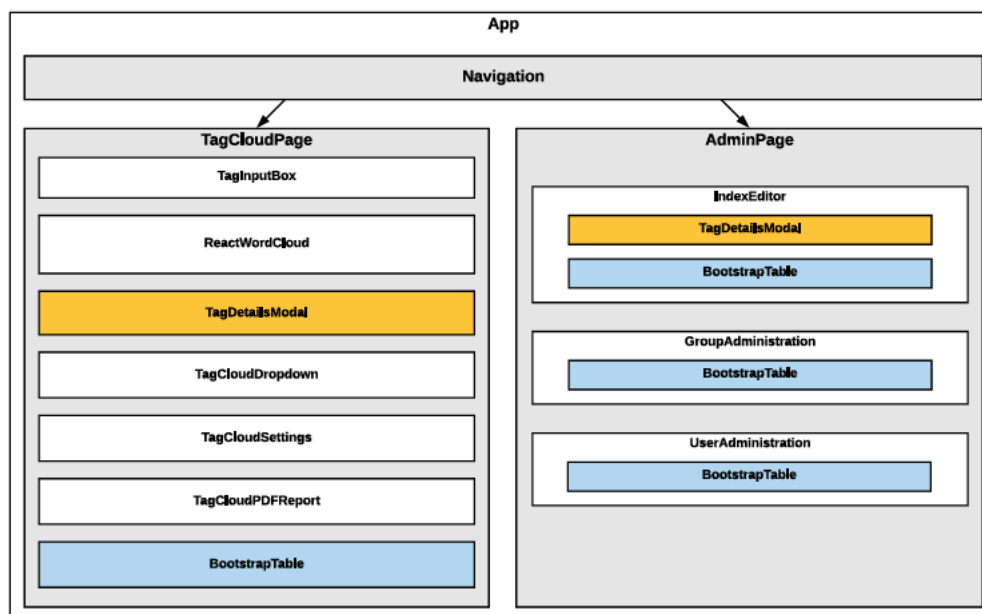 App
Navigation
TagCloudPage
TagInputBox
ReactWordCloud
TagDetailsModal
TagCloudDropdown
TagCloudSettings
TagCloudPDFReport
BootstrapTable
AdminPage
IndexEditor
TagDetailsModal
BootstrapTable
GroupAdministration
BootstrapTable
UserAdministration
BootstrapTable